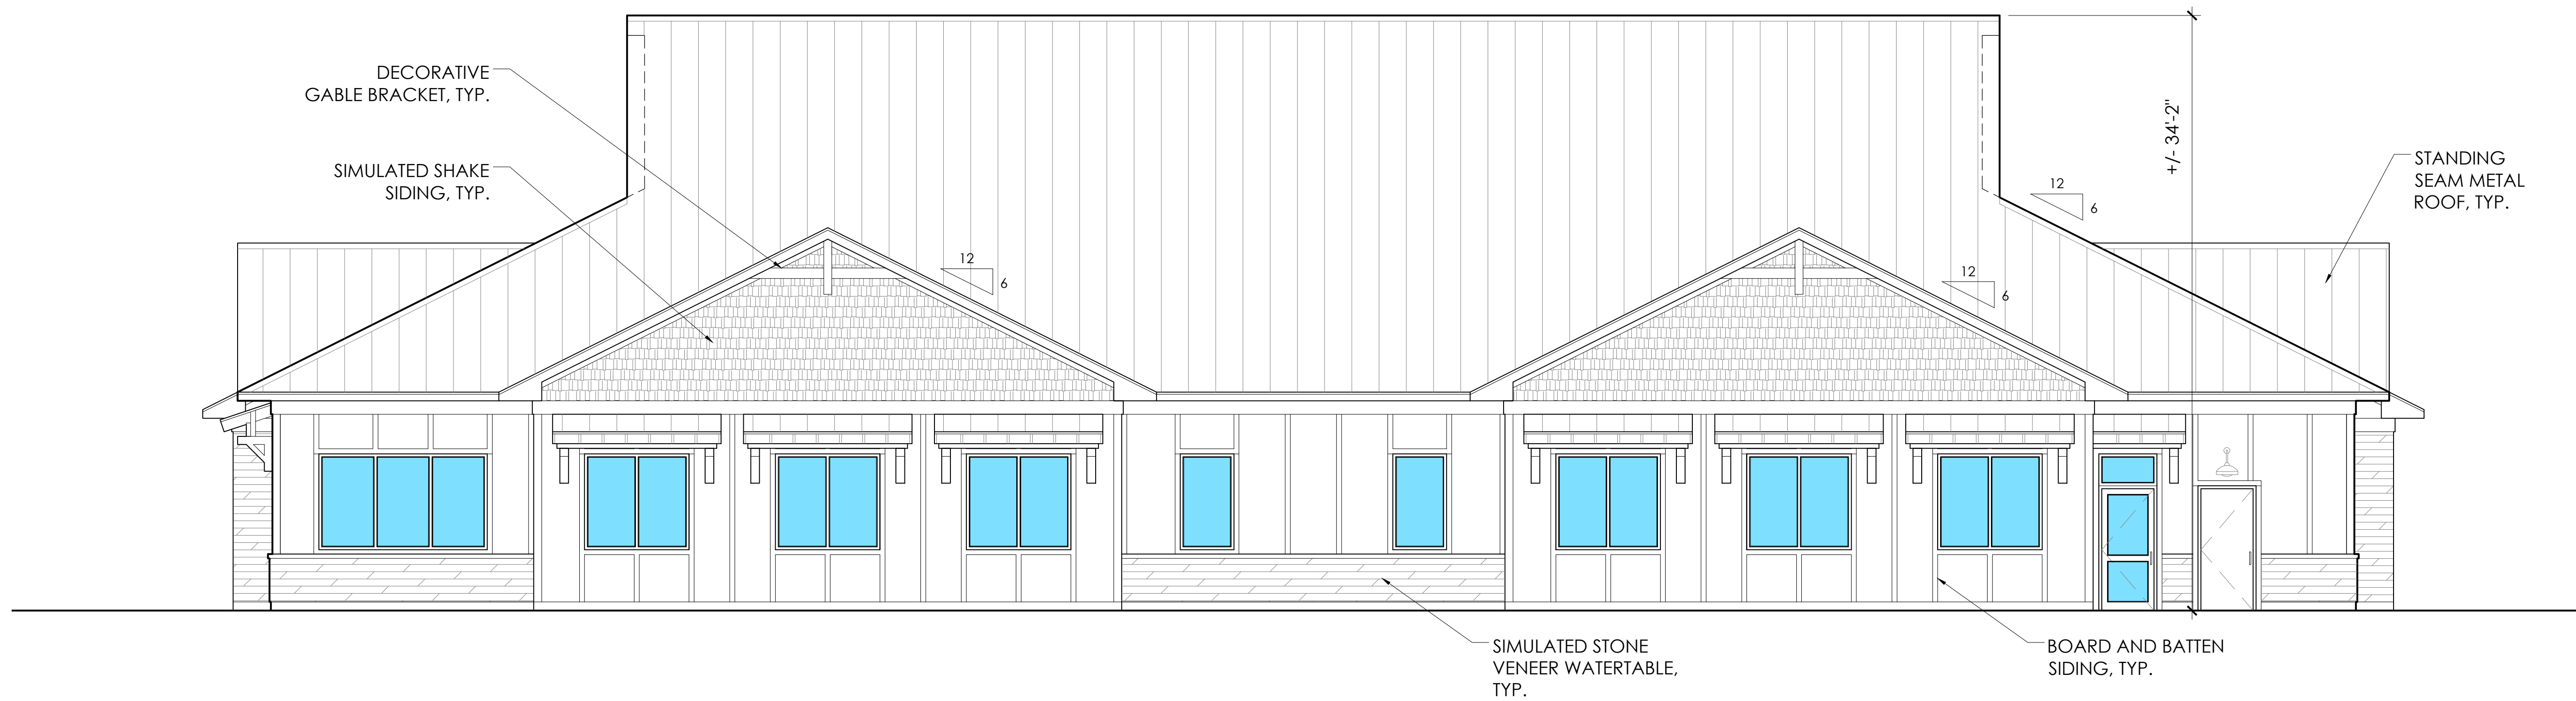 DECORATIVE
GABLE BRACKET, TYP.
SIMULATED SHAKE
SIDING, TYP.
12
6
12
6
12
6
+/- 34'-2"
STANDING
SEAM METAL
ROOF, TYP.
SIMULATED STONE
VENEER WATERTABLE,
TYP.
BOARD AND BATTEN
SIDING, TYP.